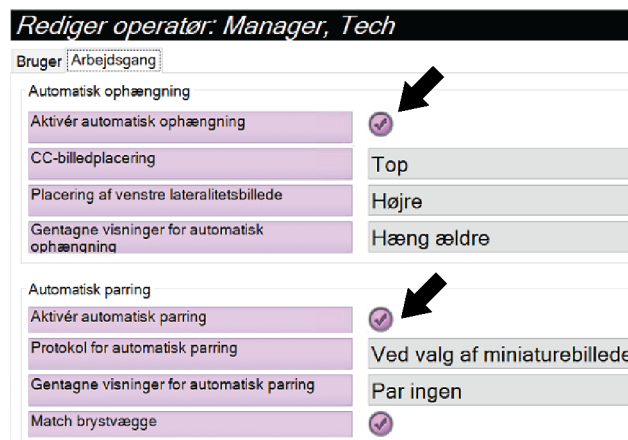 Rediger operatør: Manager, Tech
Bruger Arbejdsgang
Automatisk ophængning
Aktivér automatisk ophængning
CC-billedplacering Top
Placering af venstre lateralitetsbillede Højre
Gentagne visninger for automatisk
ophængning Hæng ældre
Automatisk parring
Aktivér automatisk parring
Protokol for automatisk parring Ved valg af miniaturebillede
Gentagne visninger for automatisk parring Par ingen
Match brystvægge